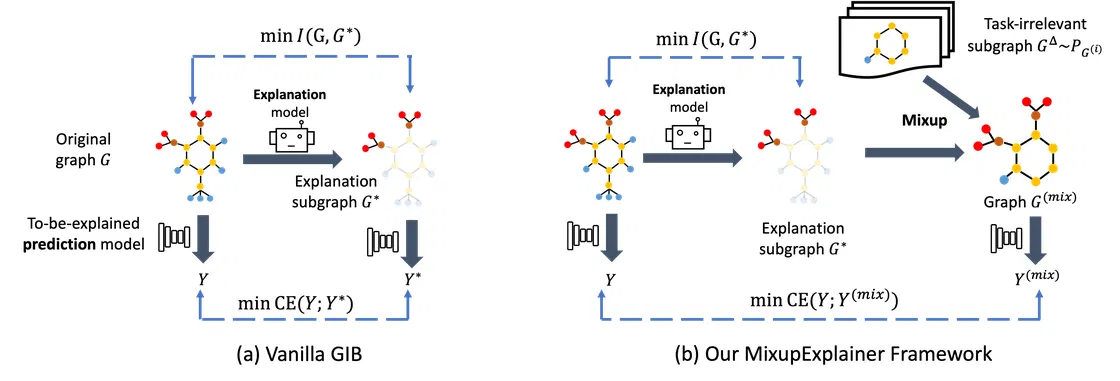 min I(G, G*)
Explanation
model
Original
graph G
Explanation
subgraph G*
To-be-explained
prediction model
Y
Y*
min CE(Y; Y*)
(a) Vanilla GIB
min I(G, G*)
Explanation
model
Task-irrelevant
subgraph G^Δ~P_{G^{(i)}}
Mixup
Explanation
subgraph G*
Graph G^{(mix)}
Y
Y^{(mix)}
min CE(Y; Y^{(mix)})
(b) Our MixupExplainer Framework